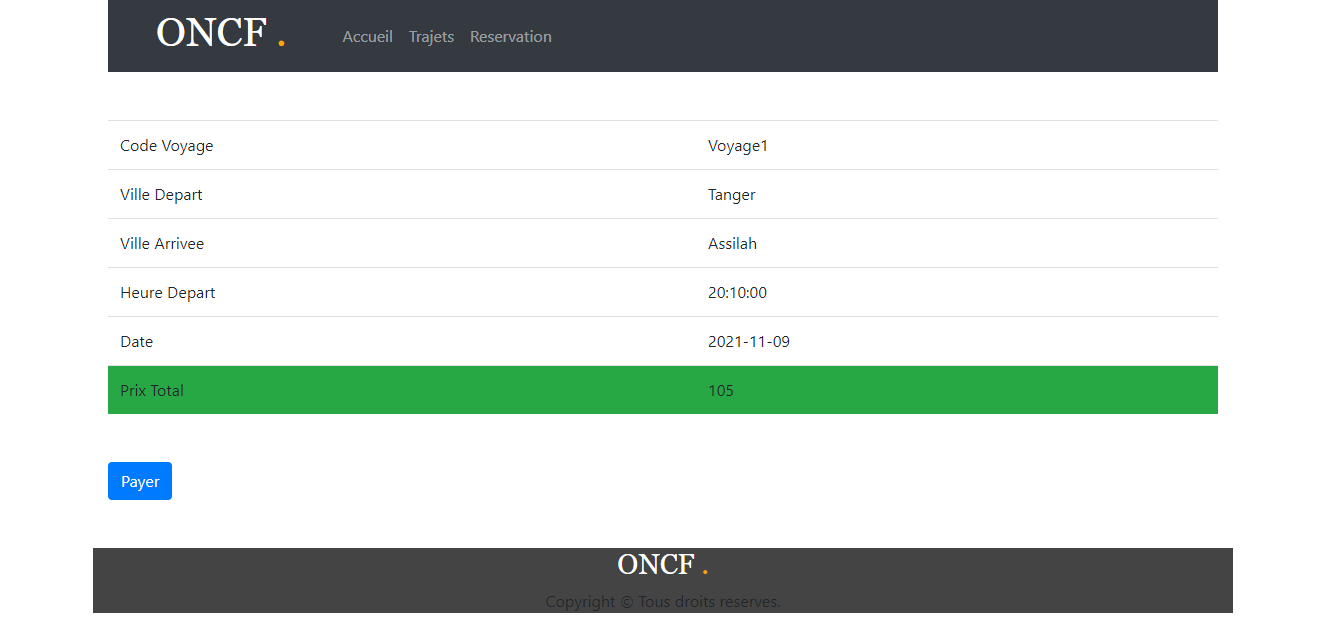 ONCF .
Accueil Trajets Reservation
Code Voyage Voyage1
Ville Depart Tanger
Ville Arrivee Assilah
Heure Depart 20:10:00
Date 2021-11-09
Prix Total 105
Payer
ONCF .
Copyright © Tous droits reserves.